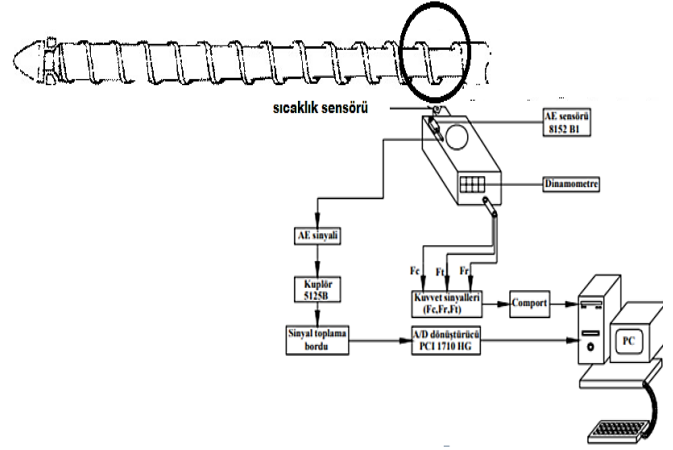 sıcaklık sensörü
AE sensörü
8152 B1
Dinamometre
AE sinyali
Fc
Ft
Fr
Kuplör
5125B
Kuvvet sinyalleri
(Fc,Fr,Ft)
Comport
Sinyal toplama
bordu
A/D dönüştürücü
PCI 1710 HG
PC